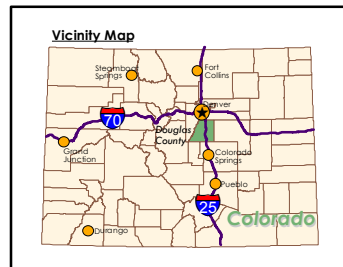 Vicinity Map
Steamboat
Springs
Fort
Collins
Denver
70
Douglas
County
Grand
Junction
Colorado
Springs
Pueblo
25
Colorado
Durango